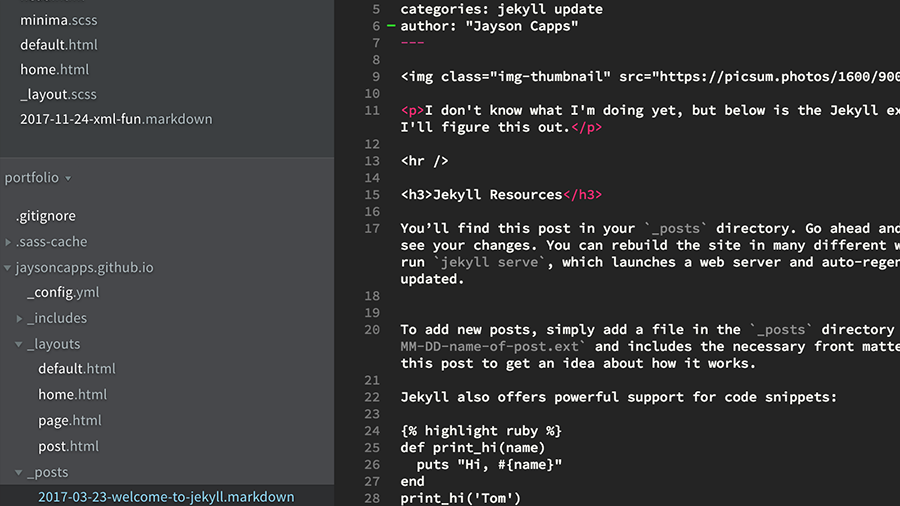 minima.scss
default.html
home.html
_layout.scss
2017-11-24-xml-fun.markdown
portfolio
.gitignore
.sass-cache
jaysoncapps.github.io
_config.yml
_includes
_layouts
default.html
home.html
page.html
post.html
_posts
2017-03-23-welcome-to-jekyll.markdown
5 categories: jekyll update
6 author: "Jayson Capps"
7 ---
8
9 <img class="img-thumbnail" src="https://picsum.photos/1600/900
10
11 <p>I don't know what I'm doing yet, but below is the Jekyll ex
I'll figure this out.</p>
12
13 <hr />
14
15 <h3>Jekyll Resources</h3>
16
17 You’ll find this post in your `_posts` directory. Go ahead and
see your changes. You can rebuild the site in many different w
run `jekyll serve`, which launches a web server and auto-regen
updated.
18
19
20 To add new posts, simply add a file in the `_posts` directory
MM-DD-name-of-post.ext` and includes the necessary front matte
this post to get an idea about how it works.
21
22 Jekyll also offers powerful support for code snippets:
23
24 {% highlight ruby %}
25 def print_hi(name)
26 puts "Hi, #{name}"
27 end
28 print_hi('Tom')